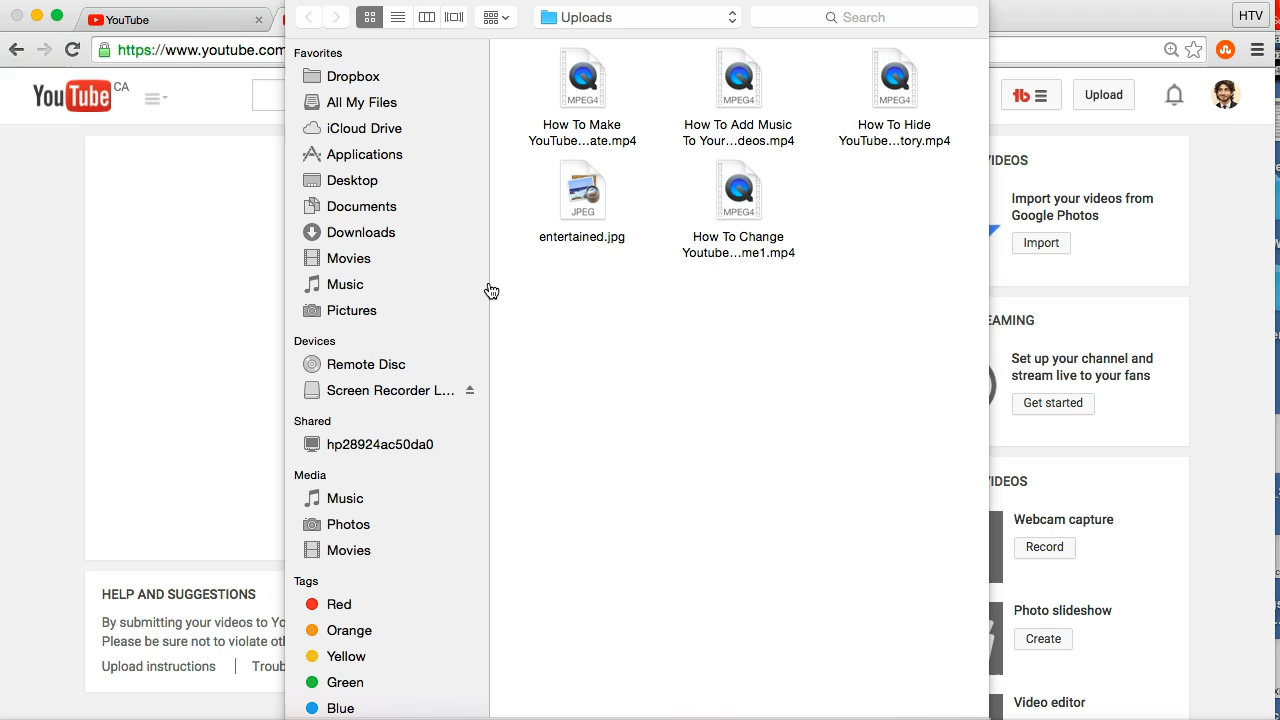 YouTube
HTV
https://www.youtube.com
YouTube CA
Upload
Uploads
Search
Favorites
Dropbox
All My Files
iCloud Drive
Applications
Desktop
Documents
Downloads
Movies
Music
Pictures
Devices
Remote Disc
Screen Recorder L...
Shared
hp28924ac50da0
Media
Music
Photos
Movies
Tags
Red
Orange
Yellow
Green
Blue
MPEG4
How To Make
YouTube...ate.mp4
MPEG4
How To Add Music
To Your...deos.mp4
MPEG4
How To Hide
YouTube...tory.mp4
JPEG
entertained.jpg
MPEG4
How To Change
Youtube...me1.mp4
IDEOS
Import your videos from
Google Photos
Import
EAMING
Set up your channel and
stream live to your fans
Get started
IDEOS
Webcam capture
Record
Photo slideshow
Create
Video editor
HELP AND SUGGESTIONS
By submitting your videos to Yo
Please be sure not to violate ot
Upload instructions
Troub